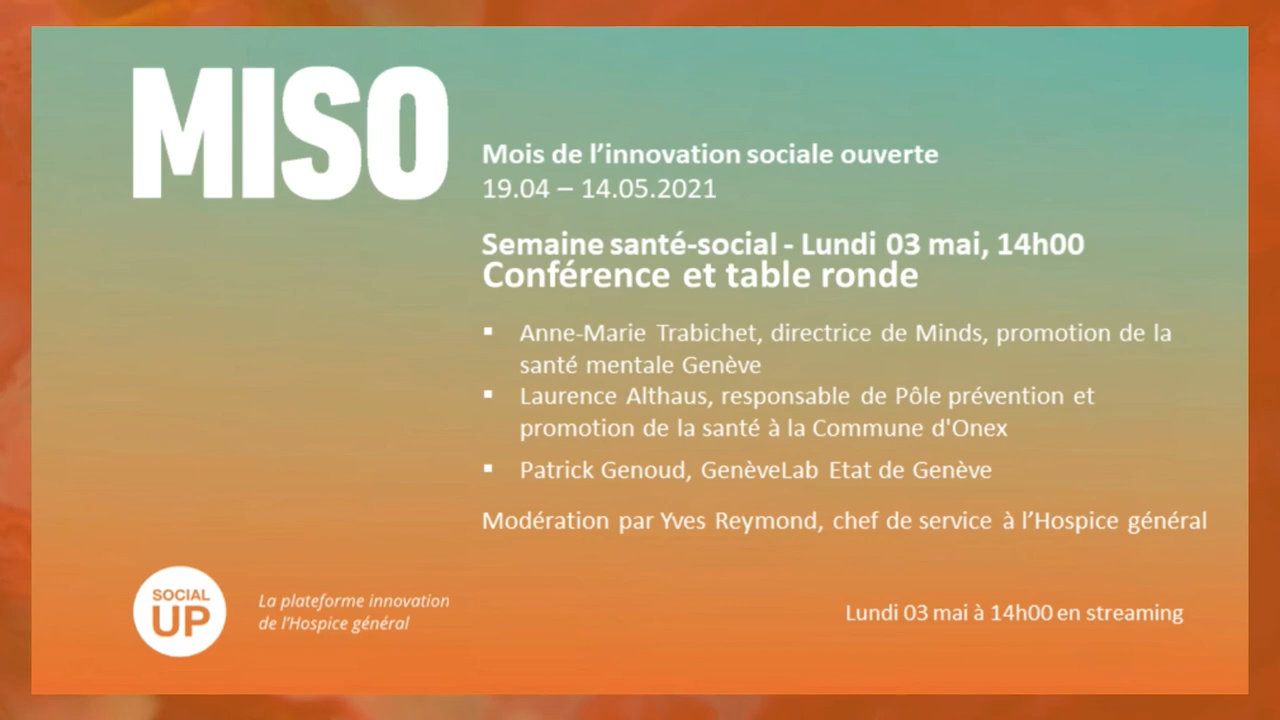 MISO
Mois de l’innovation sociale ouverte
19.04 – 14.05.2021
Semaine santé-social - Lundi 03 mai, 14h00
Conférence et table ronde
▪ Anne-Marie Trabichet, directrice de Minds, promotion de la
santé mentale Genève
▪ Laurence Althaus, responsable de Pôle prévention et
promotion de la santé à la Commune d'Onex
▪ Patrick Genoud, GenèveLab Etat de Genève
Modération par Yves Reymond, chef de service à l’Hospice général
SOCIAL
UP
La plateforme innovation
de l’Hospice général
Lundi 03 mai à 14h00 en streaming